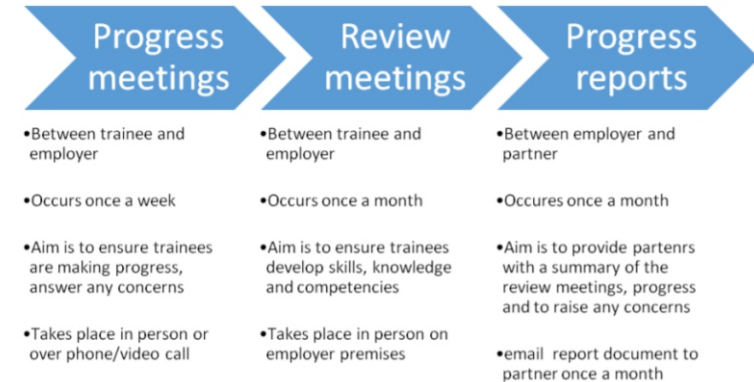 Progress
meetings
•Between trainee and
employer
•Occurs once a week
•Aim is to ensure trainees
are making progress,
answer any concerns
•Takes place in person or
over phone/video call
Review
meetings
•Between trainee and
employer
•Occurs once a month
•Aim is to ensure trainees
develop skills, knowledge
and competencies
•Takes place in person on
employer premises
Progress
reports
•Between employer and
partner
•Occures once a month
•Aim is to provide partenrs
with a summary of the
review meetings, progress
and to raise any concerns
•email report document to
partner once a month